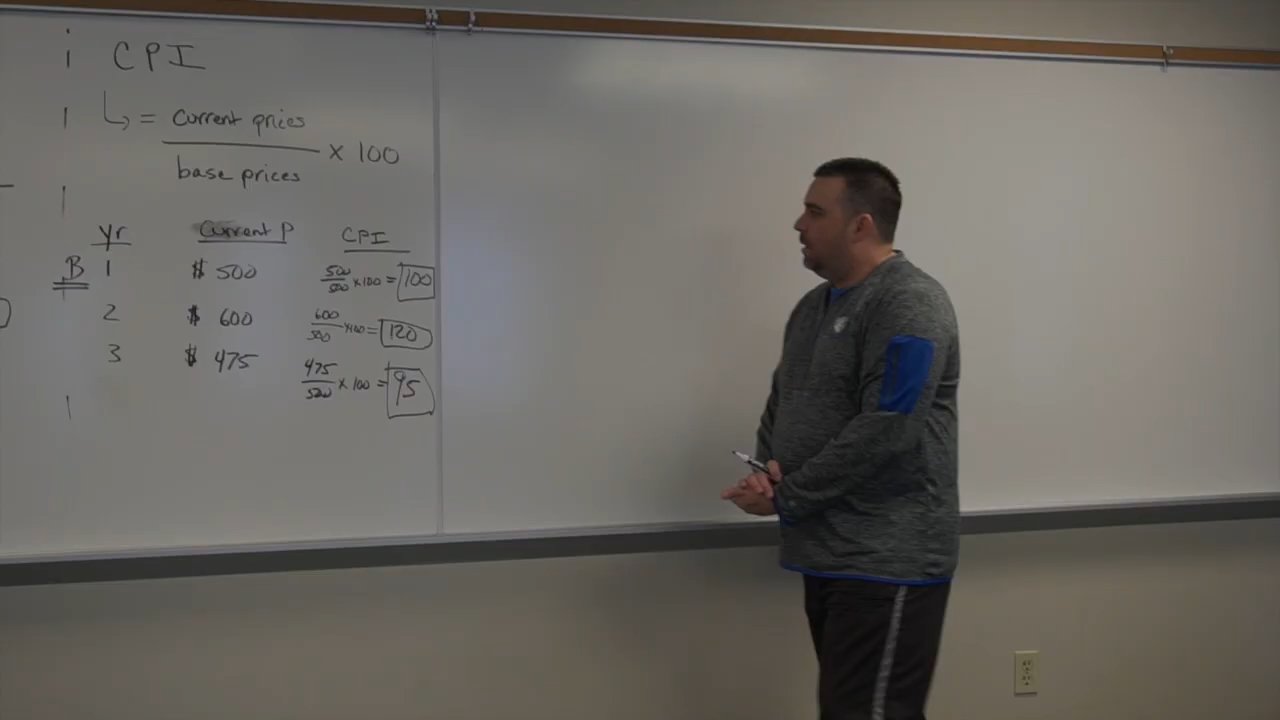 CPI
= current prices
base prices
× 100
yr Current P CPI
B 1 $ 500 500/500 ×100 = 100
2 $ 600 600/500 ×100 = 120
3 $ 475 475/500 × 100 = 95